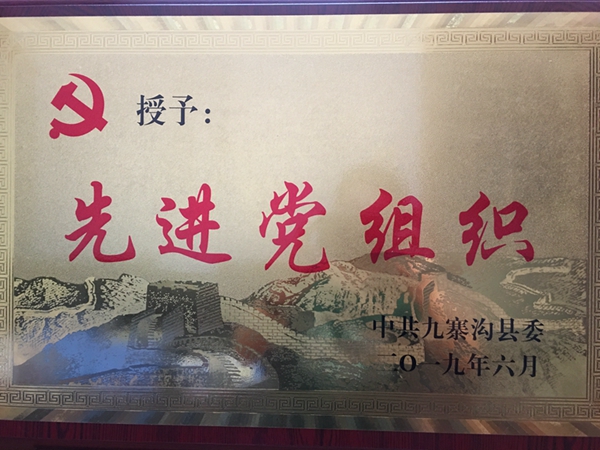 授予：
先进党组织
中共九寨沟县委
二〇一九年六月